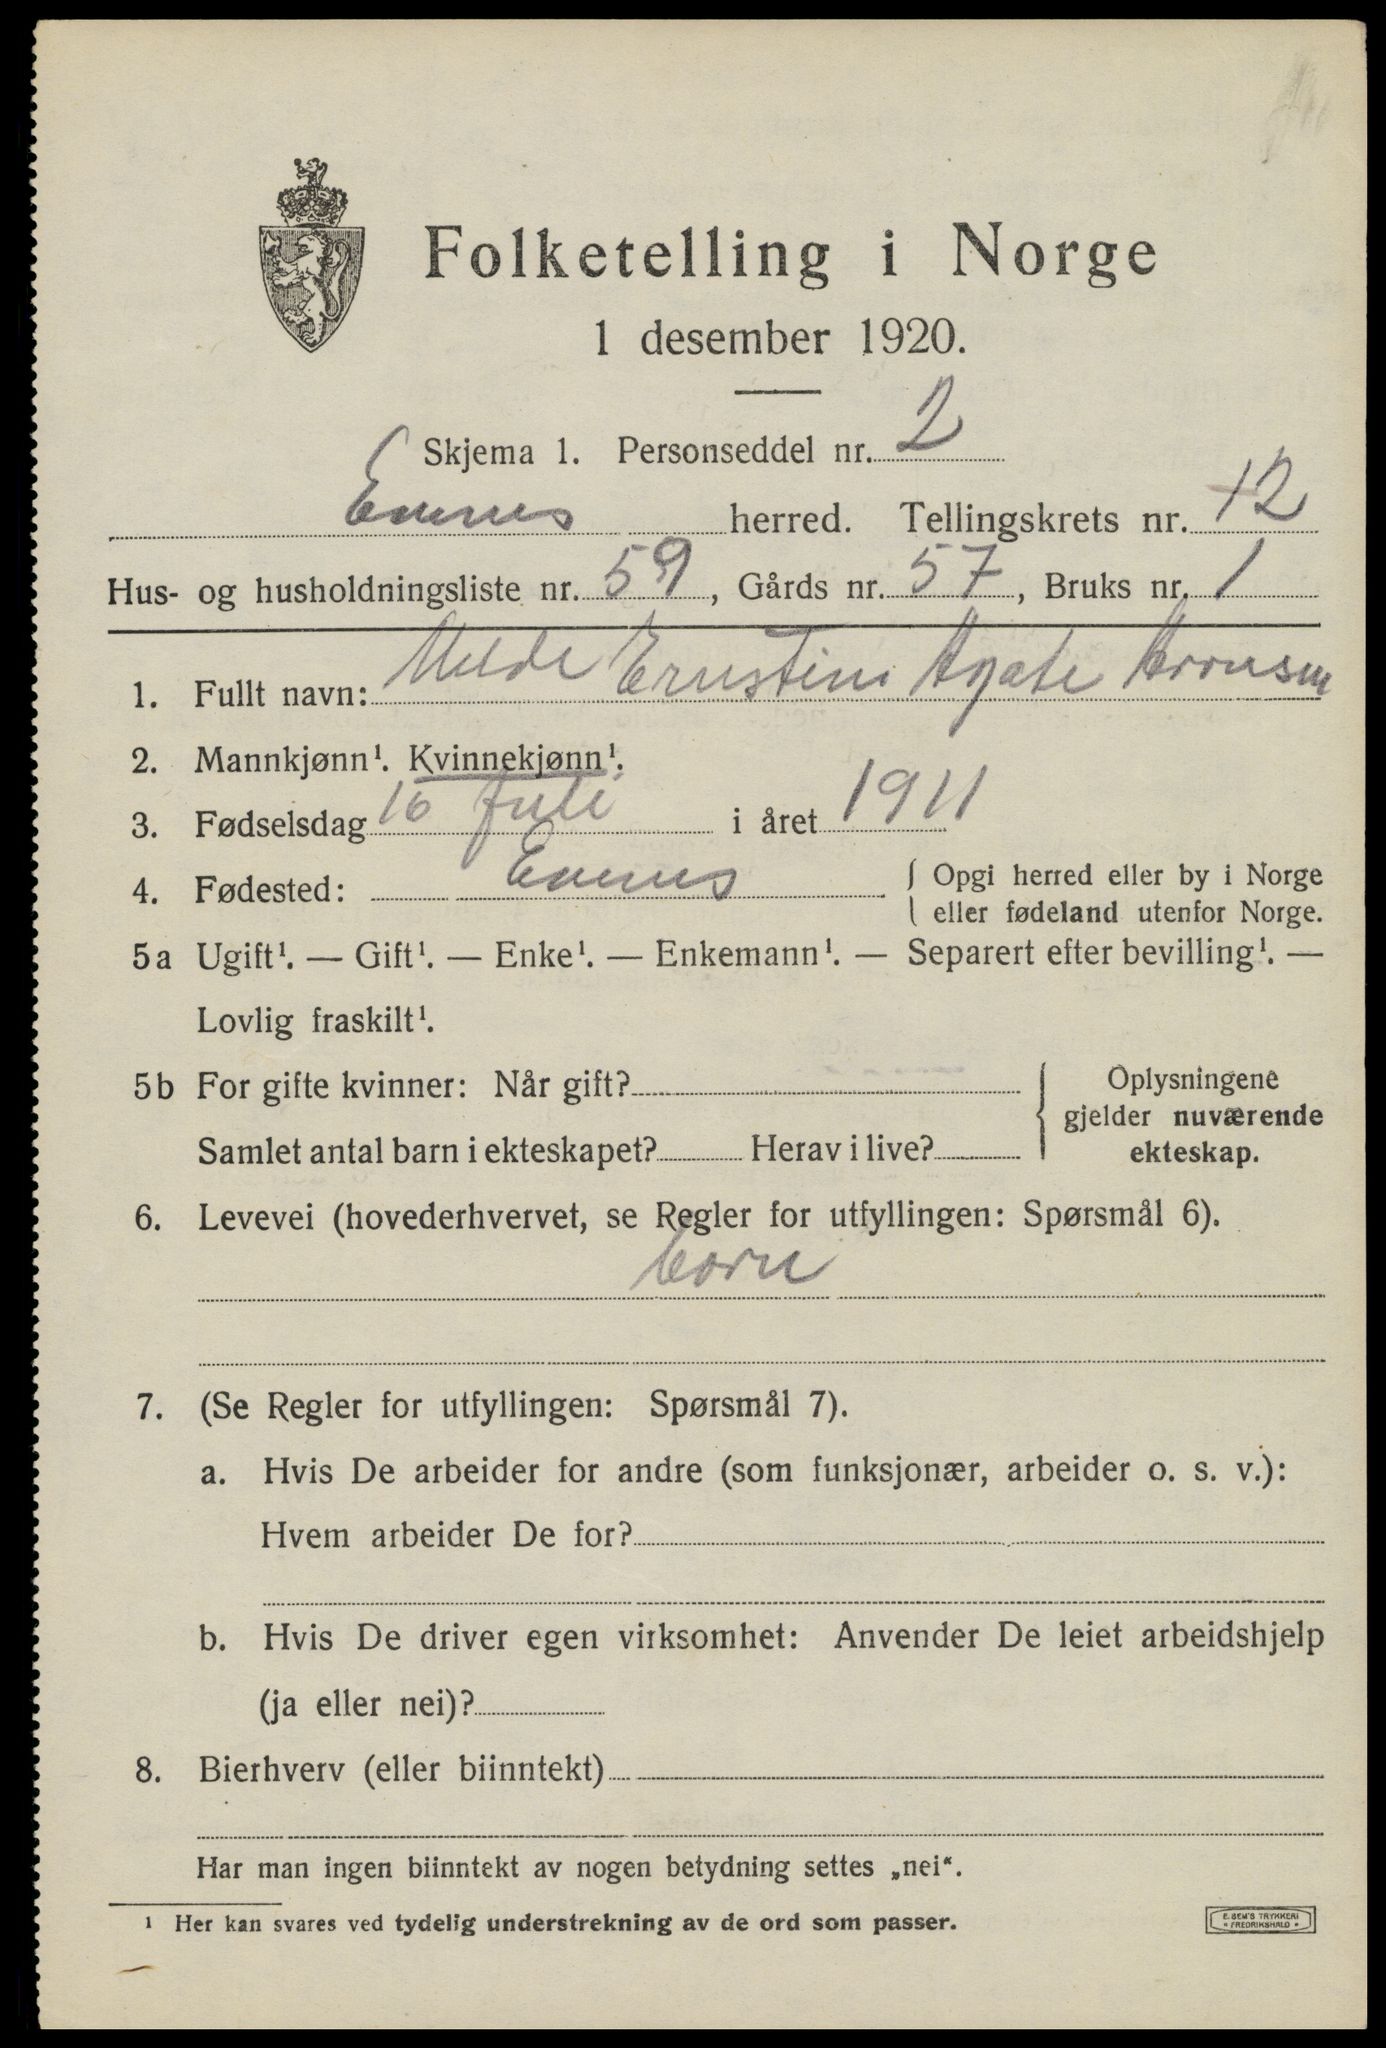 Folketelling i Norge
1 desember 1920.
Skjema 1. Personseddel nr. 2
Evenes herred. Tellingskrets nr. 12
Hus- og husholdningsliste nr. 59, Gårds nr. 57, Bruks nr. 1
1. Fullt navn: Ernstine Agate
2. Mannkjønn¹. Kvinnekjønn¹.
3. Fødselsdag 16 Juli i året 1911
4. Fødested: Evenes { Opgi herred eller by i Norge
eller fødeland utenfor Norge.
5a Ugift¹. — Gift¹. — Enke¹. — Enkemann¹. — Separert efter bevilling¹. —
Lovlig fraskilt¹.
5b For gifte kvinner: Når gift? { Oplysningene
gjelder nuværende
Samlet antal barn i ekteskapet? Herav i live? ekteskap.
6. Levevei (hovederhvervet, se Regler for utfyllingen: Spørsmål 6).
born
7. (Se Regler for utfyllingen: Spørsmål 7).
a. Hvis De arbeider for andre (som funksjonær, arbeider o. s. v.):
Hvem arbeider De for?
b. Hvis De driver egen virksomhet: Anvender De leiet arbeidshjelp
(ja eller nei)?
8. Bierhverv (eller biinntekt)
Har man ingen biinntekt av nogen betydning settes „nei“.
¹ Her kan svares ved tydelig understrekning av de ord som passer.
E. SEM'S TRYKKERI
FREDRIKSHALD